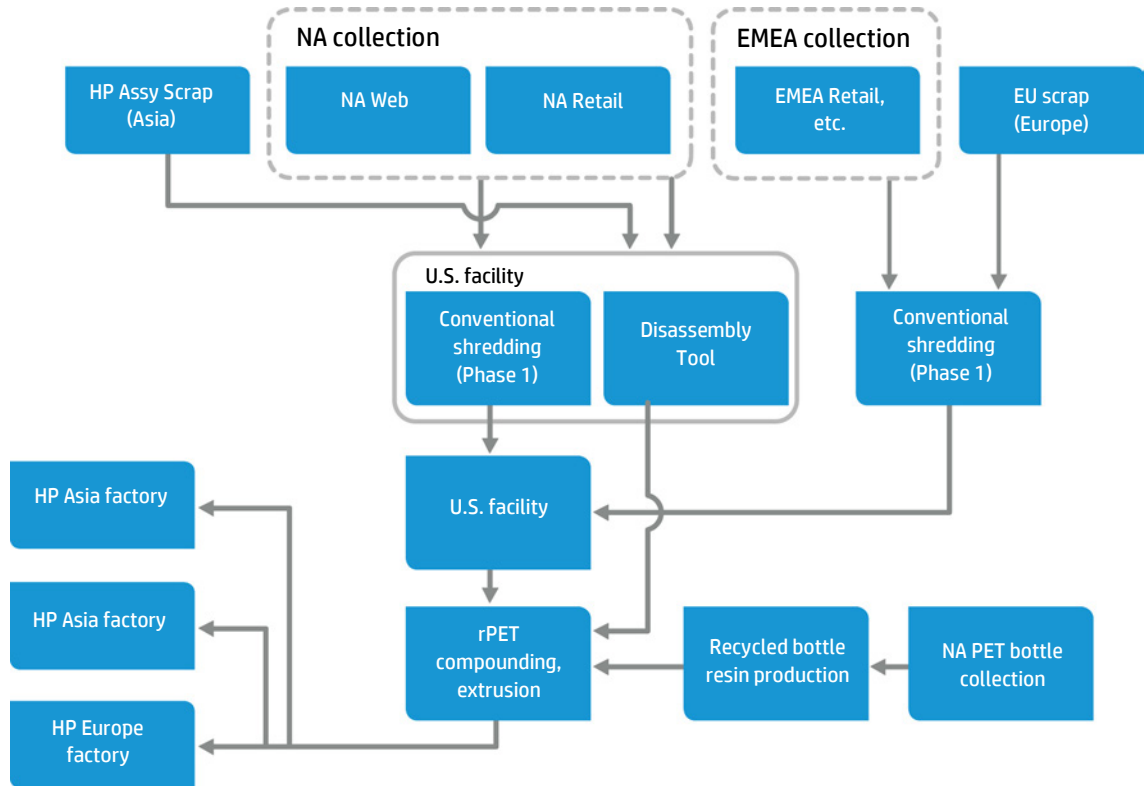 NA collection
EMEA collection
HP Assy Scrap
(Asia)
NA Web
NA Retail
EMEA Retail,
etc.
EU scrap
(Europe)
U.S. facility
Conventional
shredding
(Phase 1)
Disassembly
Tool
Conventional
shredding
(Phase 1)
HP Asia factory
U.S. facility
HP Asia factory
rPET
compounding,
extrusion
Recycled bottle
resin production
NA PET bottle
collection
HP Europe
factory